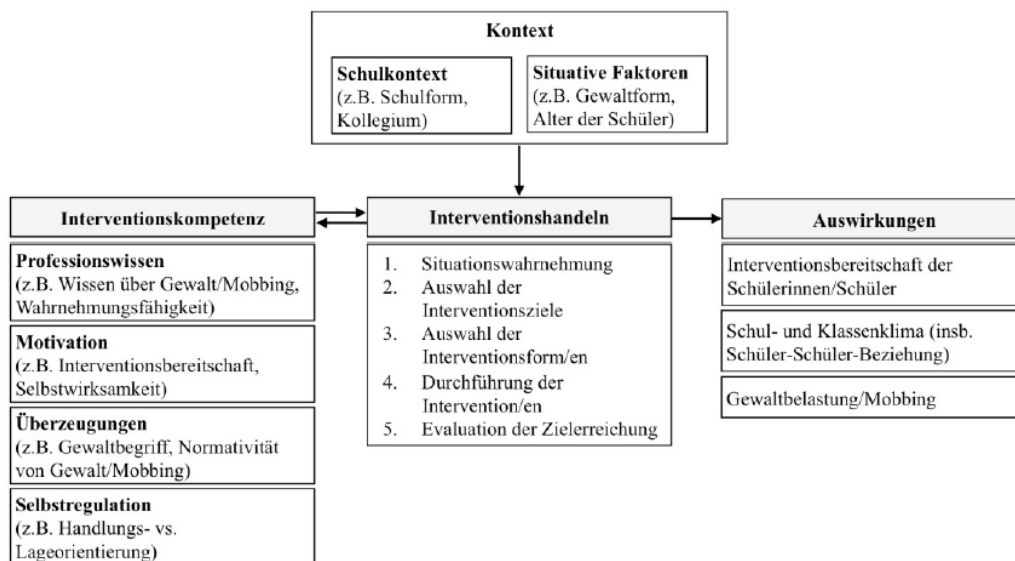 Kontext
Schulkontext
(z.B. Schulform,
Kollegium)
Situative Faktoren
(z.B. Gewaltform,
Alter der Schüler)
Interventionskompetenz
Professionswissen
(z.B. Wissen über Gewalt/Mobbing,
Wahrnehmungsfähigkeit)
Motivation
(z.B. Interventionsbereitschaft,
Selbstwirksamkeit)
Überzeugungen
(z.B. Gewaltbegriff, Normativität
von Gewalt/Mobbing)
Selbstregulation
(z.B. Handlungs- vs.
Lageorientierung)
Interventionshandeln
1. Situationswahrnehmung
2. Auswahl der
Interventionsziele
3. Auswahl der
Interventionsform/en
4. Durchführung der
Intervention/en
5. Evaluation der Zielerreichung
Auswirkungen
Interventionsbereitschaft der
Schülerinnen/Schüler
Schul- und Klassenklima (insb.
Schüler-Schüler-Beziehung)
Gewaltbelastung/Mobbing